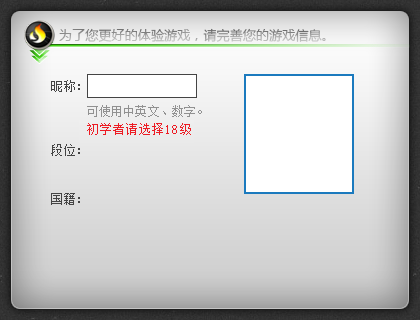 为了您更好的体验游戏，请完善您的游戏信息。
昵称：
可使用中英文、数字。
初学者请选择18级
段位：
国籍：